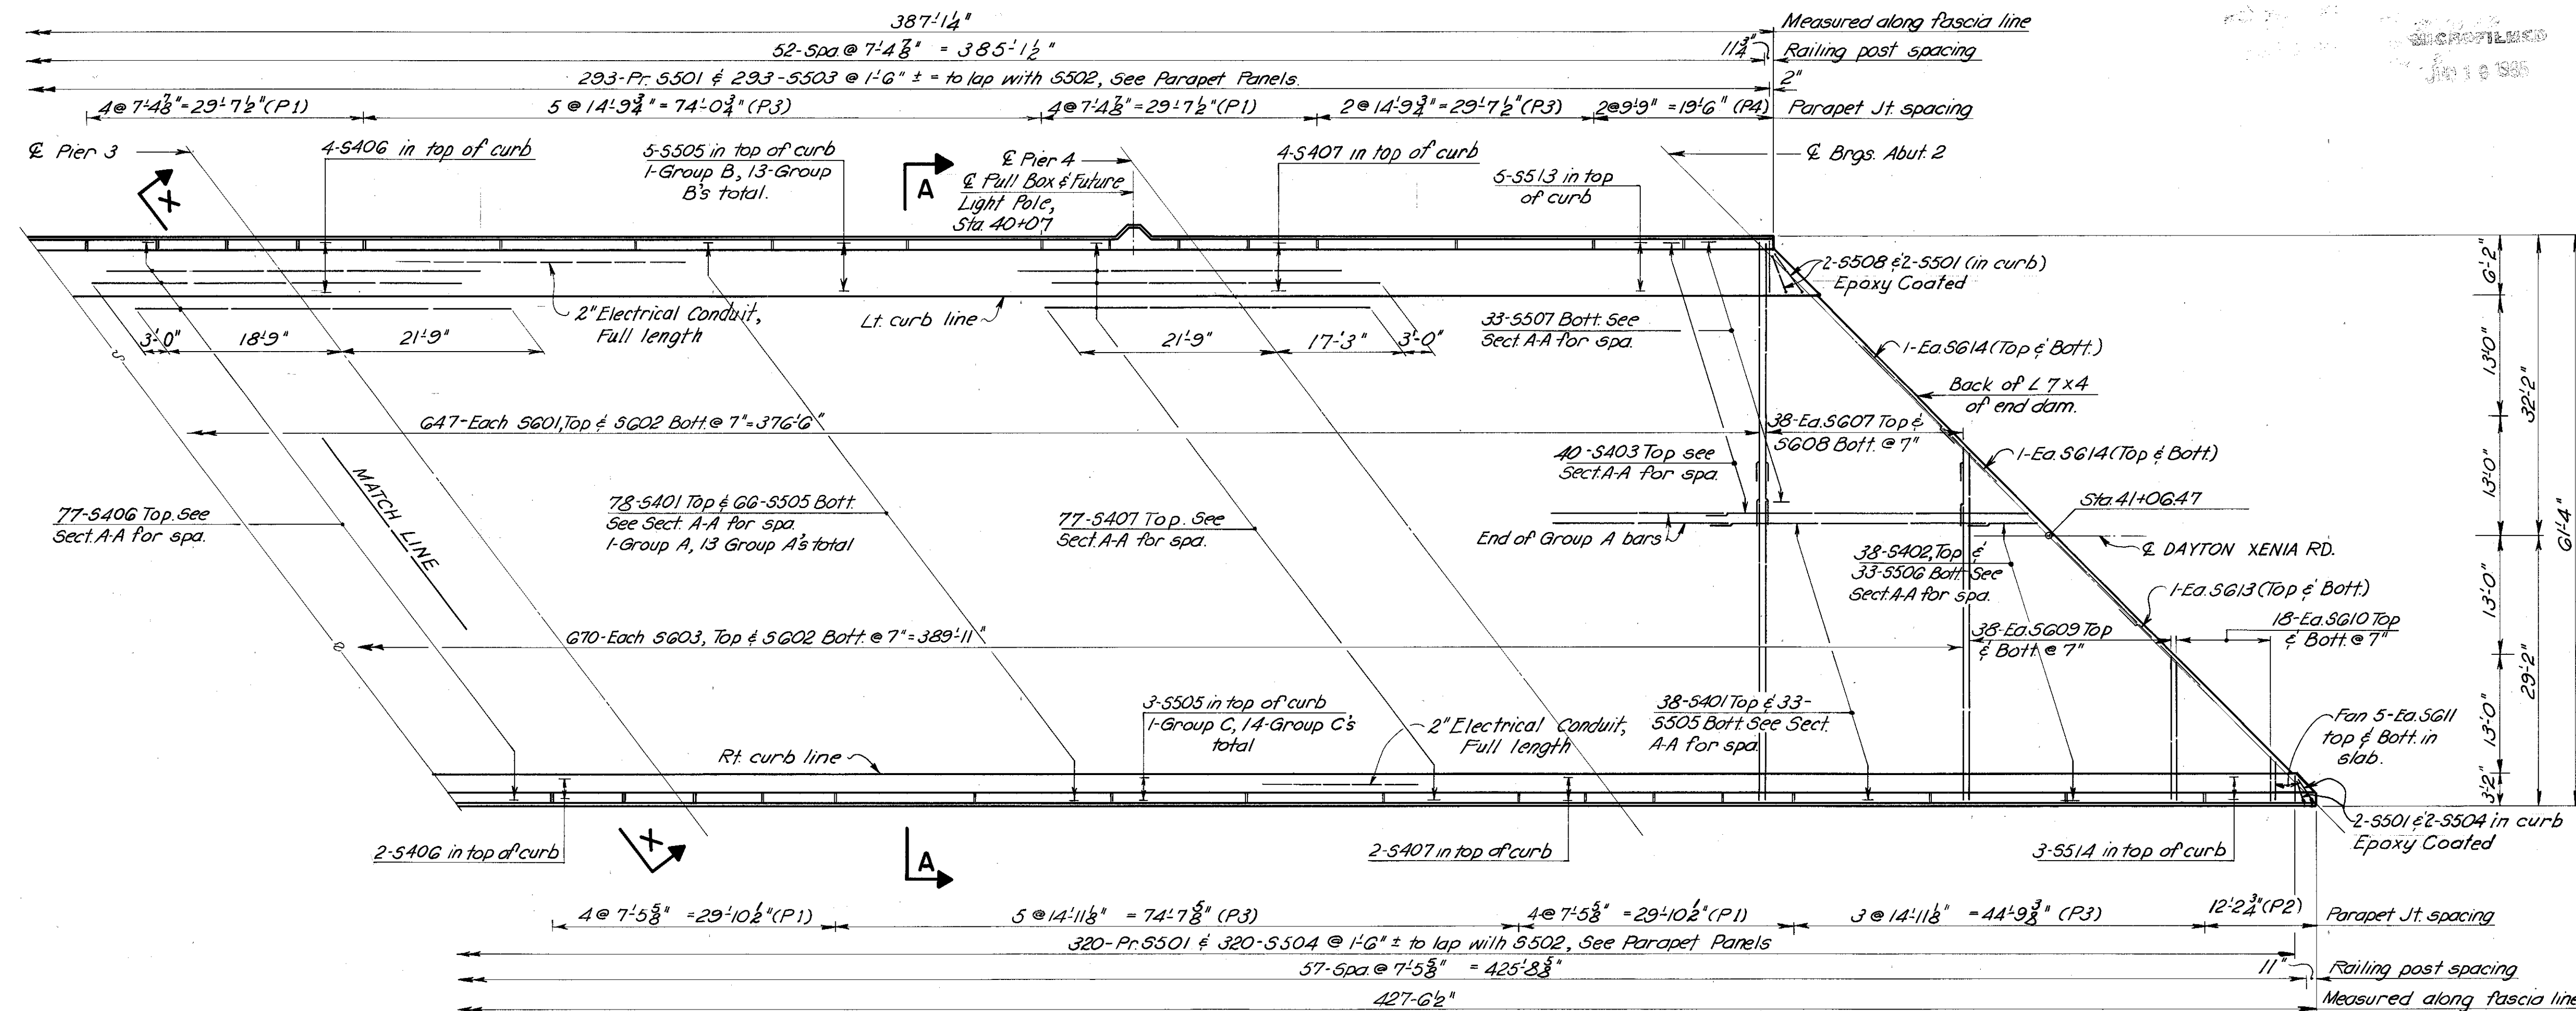 387'-1¼"
Measured along fascia line
52-Spa. @ 7'-4⅞" = 385'-1½"
11¾"
Railing post spacing
293-Pr. S501 & 293-S503 @ 1'-6" ± = to lap with S502, See Parapet Panels.
2"
4@ 7'-4⅞"=29'-7½"(P1)
5 @ 14'-9¾" = 74'-0¾"(P3)
4@ 7'-4⅞"=29'-7½"(P1)
2@ 14'-9¾"=29'-7½"(P3)
2@9'-9" =19'-6" (P4)
Parapet Jt. spacing
MICROFILMED
℄ Pier 3
4-S406 in top of curb
5-S505 in top of curb
1-Group B, 13-Group
B's total.
A
℄ Pier 4
℄ Pull Box & Future
Light Pole,
Sta. 40+07
4-S407 in top of curb
5-S513 in top
of curb
℄ Brgs. Abut. 2
X
2-S508 & 2-S501 (in curb)
Epoxy Coated
2" Electrical Conduit,
Full length
Lt. curb line
33-S507 Bott. See
Sect. A-A for spa.
3'-0"
18'-9"
21'-9"
21'-9"
17'-3"
3'-0"
1-Ea. S614 (Top & Bott.)
Back of L 7x4
of end dam.
647-Each S601, Top & S602 Bott. @ 7" = 376'-6"
38-Ea. S607 Top &
S608 Bott. @ 7"
40-S403 Top see
Sect. A-A for spa.
1-Ea. S614 (Top & Bott.)
MATCH LINE
77-S406 Top. See
Sect. A-A for spa.
78-S401 Top & 66-S505 Bott.
See Sect. A-A for spa.
1-Group A, 13 Group A's total
77-S407 Top. See
Sect. A-A for spa.
End of Group A bars
Sta. 41+06.47
℄ DAYTON XENIA RD.
38-S402, Top &
33-S506 Bott. See
Sect. A-A for spa.
1-Ea. S613 (Top & Bott.)
670-Each S603, Top & S602 Bott. @ 7" = 389'-11"
38-Ea. S609 Top
& Bott. @ 7"
18-Ea. S610 Top
& Bott. @ 7"
3-S505 in top of curb
1-Group C, 14-Group C's
total
2" Electrical Conduit,
Full length
38-S401 Top & 33-
S505 Bott. See Sect.
A-A for spa.
Fan 5-Ea. S611
top & Bott. in
slab.
Rt. curb line
6'-2"
13'-0"
13'-0"
32'-2"
13'-0"
13'-0"
3'-2"
29'-2"
61'-4"
2-S406 in top of curb
X
A
2-S407 in top of curb
3-S514 in top of curb
2-S501 & 2-S504 in curb
Epoxy Coated
4@ 7'-5⅝" =29'-10½"(P1)
5 @14'-11⅛" = 74'-7⅝" (P3)
4@ 7'-5⅝" =29'-10½"(P1)
3 @ 14'-11⅛" =44'-9⅜" (P3)
12'-2¾"(P2)
Parapet Jt. spacing
320-Pr. S501 & 320-S504 @ 1'-6" ± to lap with S502, See Parapet Panels
57-Spa. @ 7'-5⅝" = 425'-8⅝"
11"
Railing post spacing
427'-6½"
Measured along fascia line